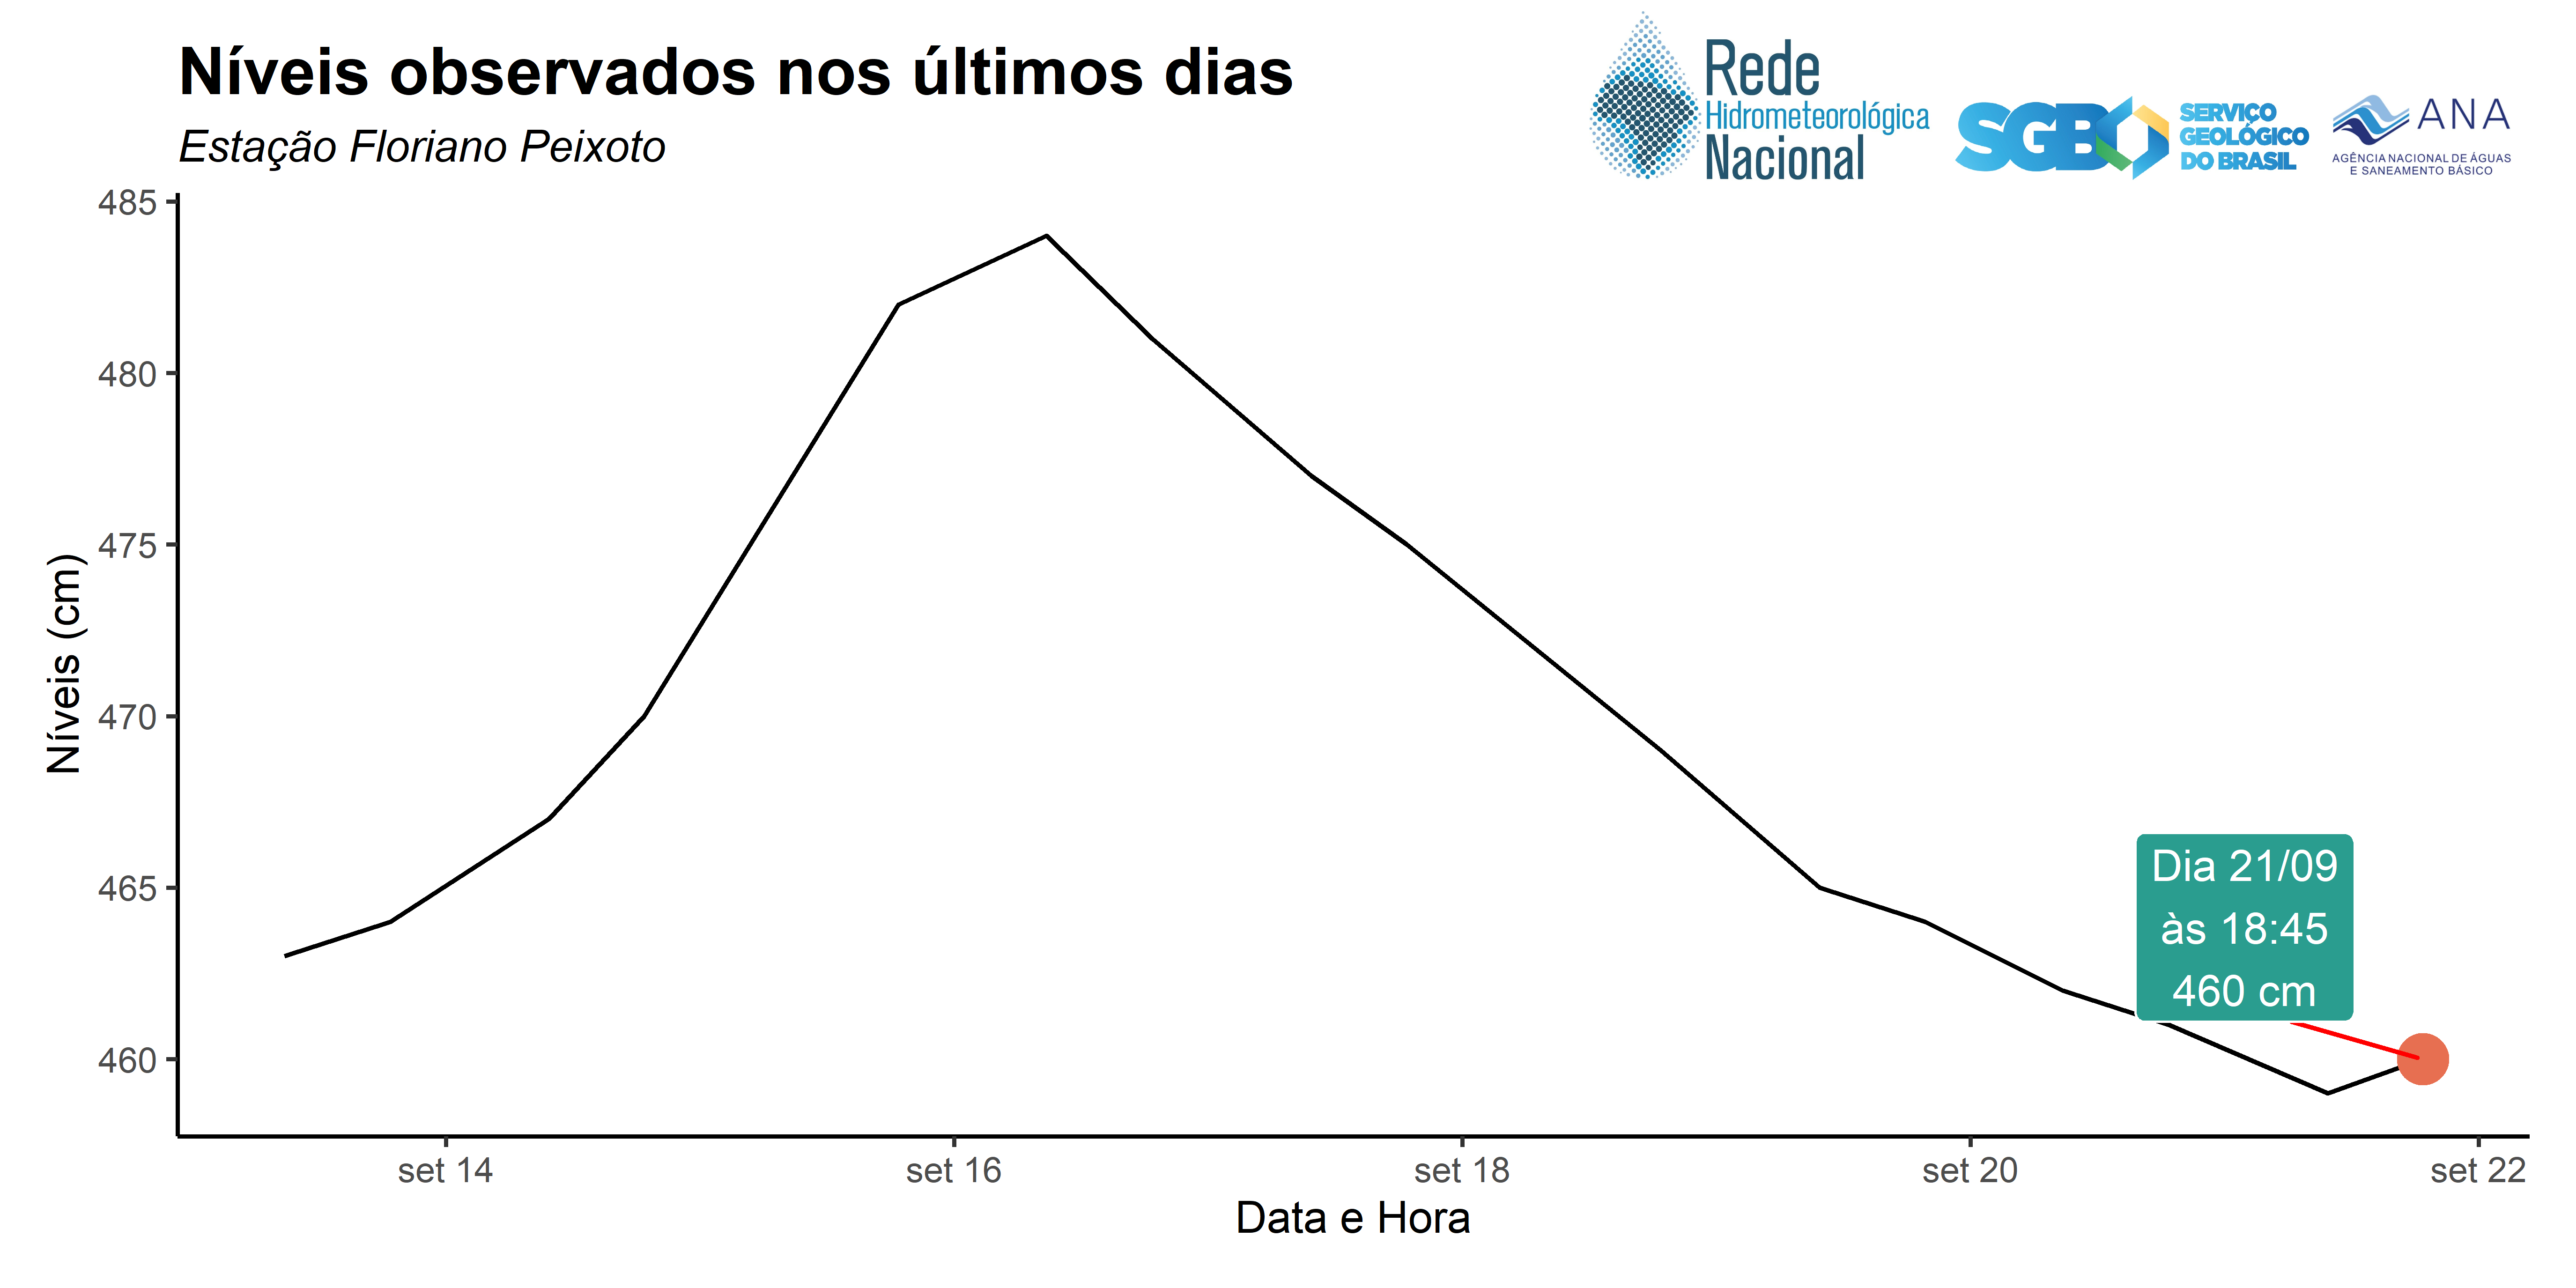 Níveis observados nos últimos dias
Estação Floriano Peixoto
Rede
Hidrometeorológica
Nacional
SGB
SERVIÇO
GEOLÓGICO
DO BRASIL
ANA
AGÊNCIA NACIONAL DE ÁGUAS
E SANEAMENTO BÁSICO
Níveis (cm)
485
480
475
470
465
460
Dia 21/09
às 18:45
460 cm
set 14
set 16
set 18
set 20
set 22
Data e Hora